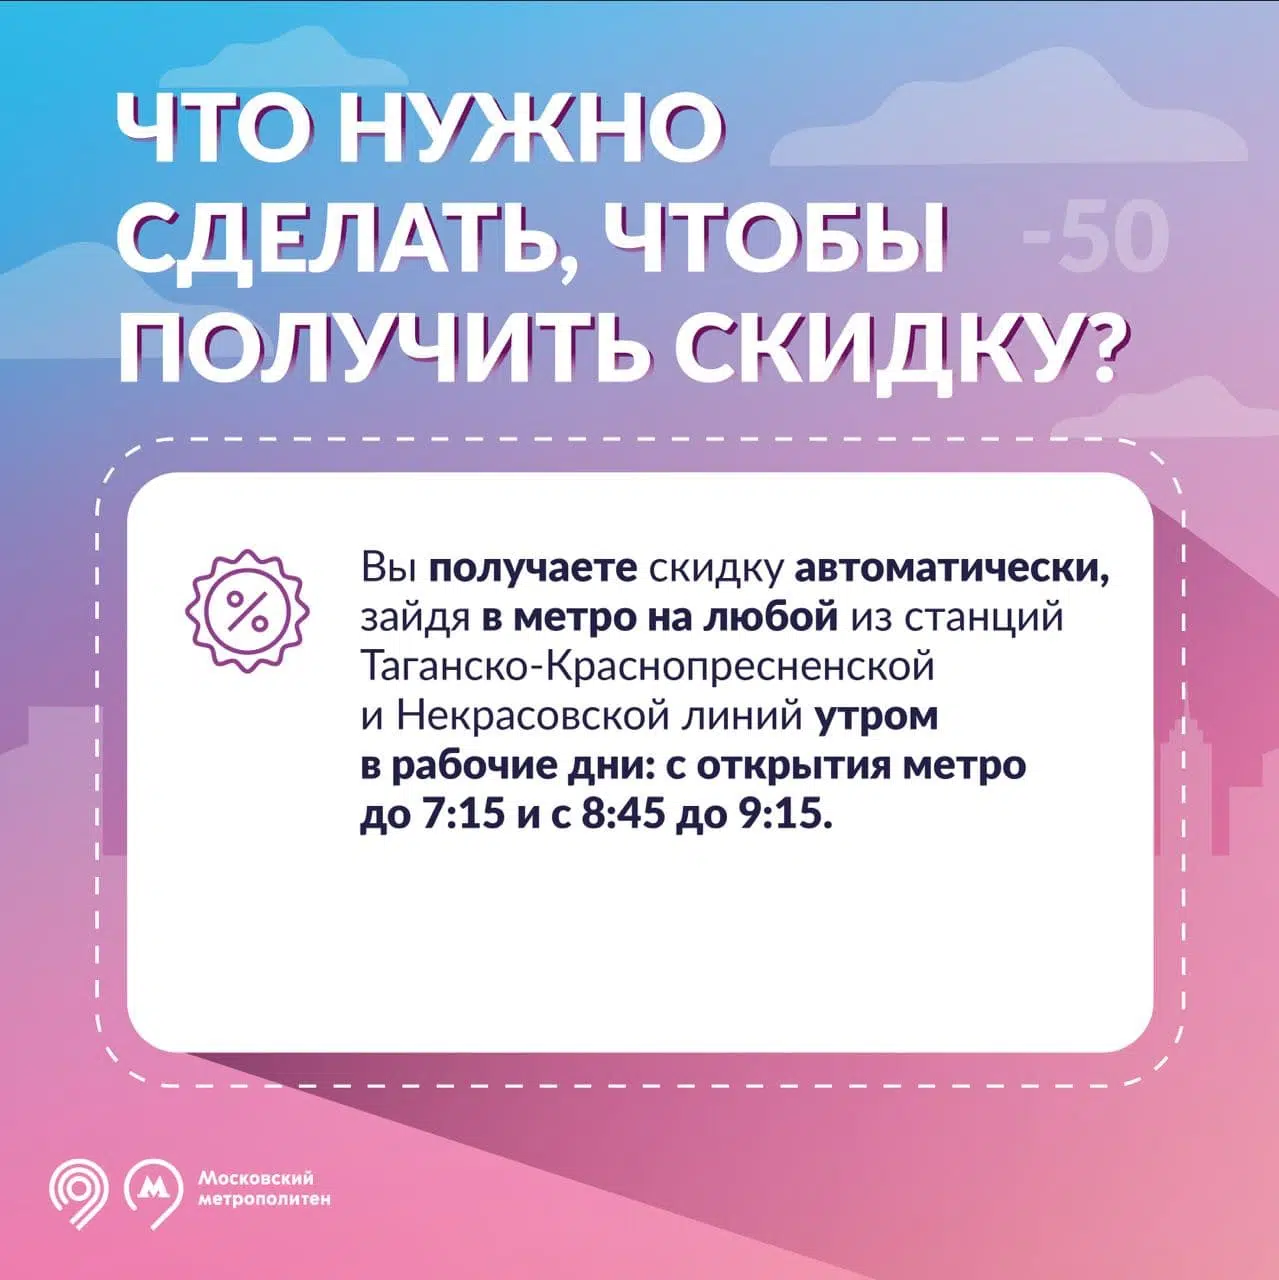 ЧТО НУЖНО
СДЕЛАТЬ, ЧТОБЫ
-50
ПОЛУЧИТЬ СКИДКУ?
%
Вы получаете скидку автоматически,
зайдя в метро на любой из станций
Таганско-Краснопресненской
и Некрасовской линий утром
в рабочие дни: с открытия метро
до 7:15 и с 8:45 до 9:15.
М
Московский
метрополитен